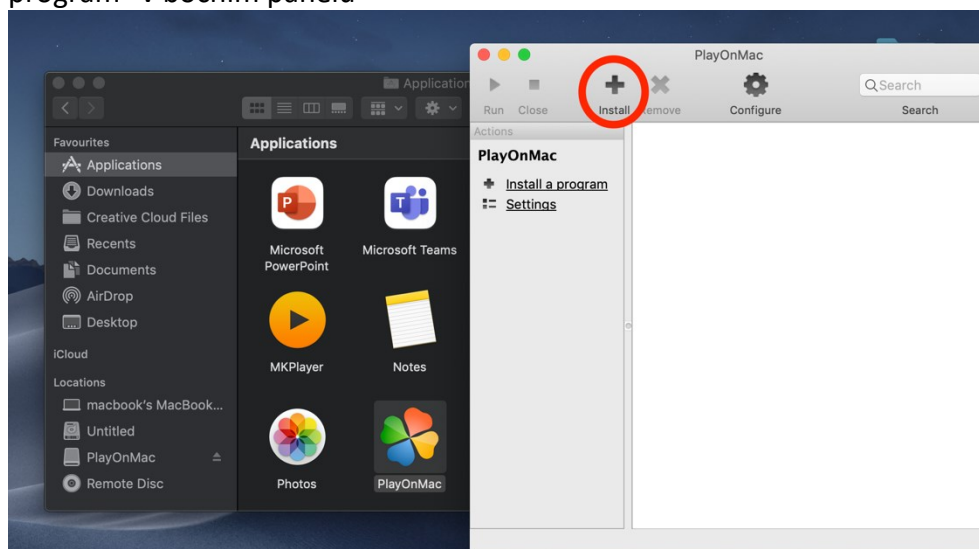 program" v bočním panelu
PlayOnMac
Application
Run Close Install Remove Configure Search
Search
Favourites
Applications
Downloads
Creative Cloud Files
Recents
Documents
AirDrop
Desktop
iCloud
Locations
macbook's MacBook...
Untitled
PlayOnMac
Remote Disc
Applications
Microsoft PowerPoint
Microsoft Teams
MKPlayer
Notes
Photos
PlayOnMac
Actions
PlayOnMac
Install a program
Settings